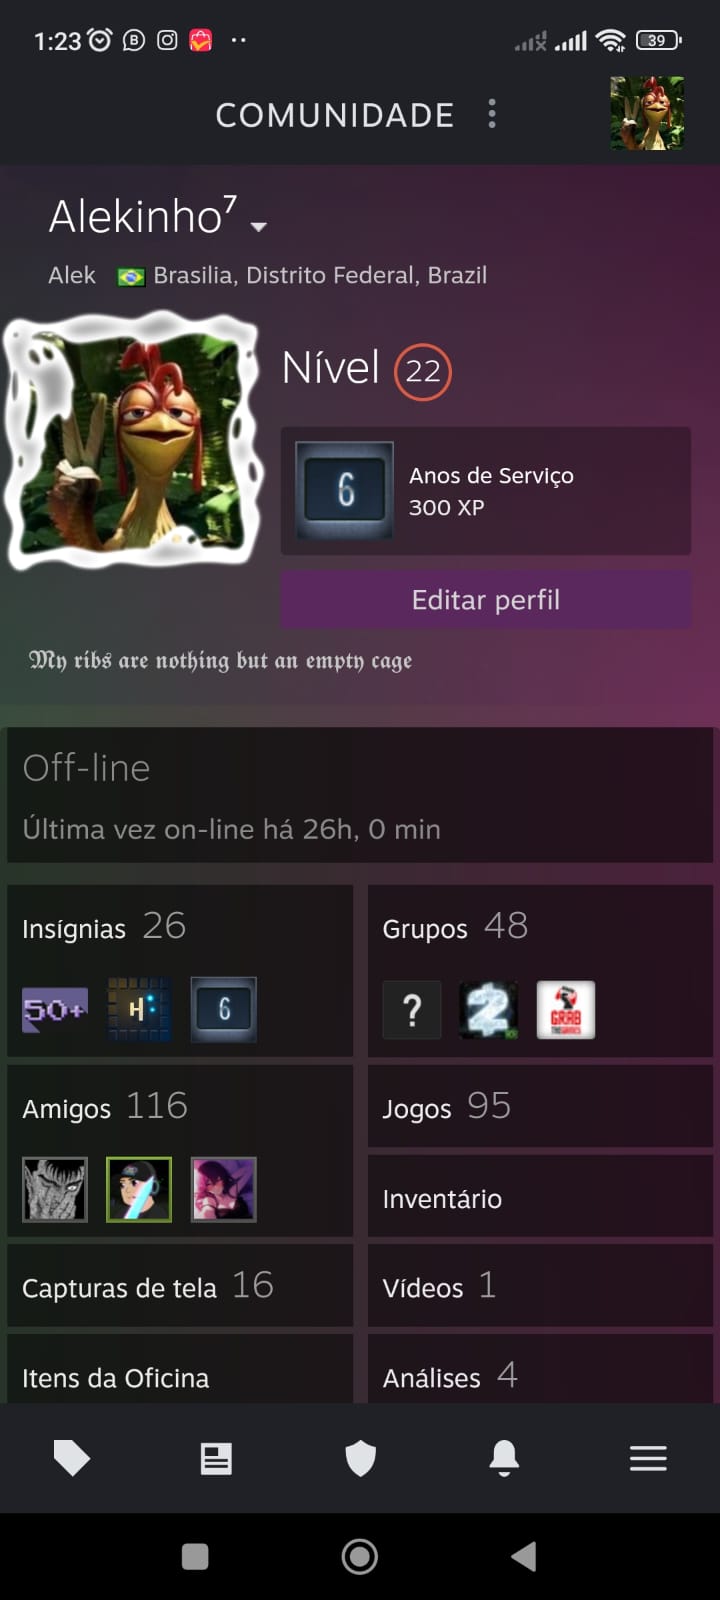 1:23
39
COMUNIDADE
Alekinho⁷
Alek Brasilia, Distrito Federal, Brazil
Nível 22
6
Anos de Serviço
300 XP
Editar perfil
My ribs are nothing but an empty cage
Off-line
Última vez on-line há 26h, 0 min
Insígnias 26
50+
H:
6
Grupos 48
?
2
GRAB
THE GAMES
Amigos 116
Jogos 95
Inventário
Capturas de tela 16
Vídeos 1
Itens da Oficina
Análises 4